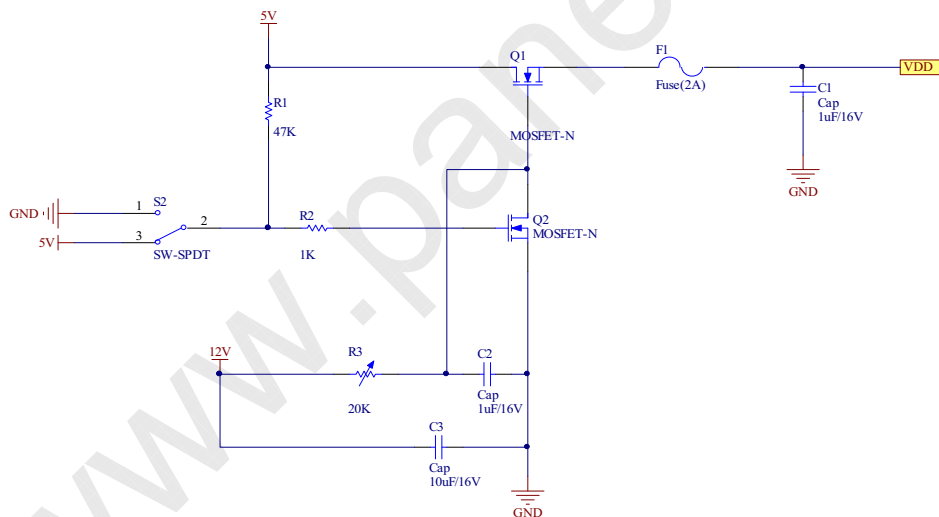 5V
Q1
F1
VDD
Fuse(2A)
C1
Cap
1uF/16V
R1
47K
MOSFET-N
GND
GND
1
S2
2
3
5V
SW-SPDT
R2
1K
Q2
MOSFET-N
12V
R3
20K
C2
Cap
1uF/16V
C3
Cap
10uF/16V
GND
www.pane